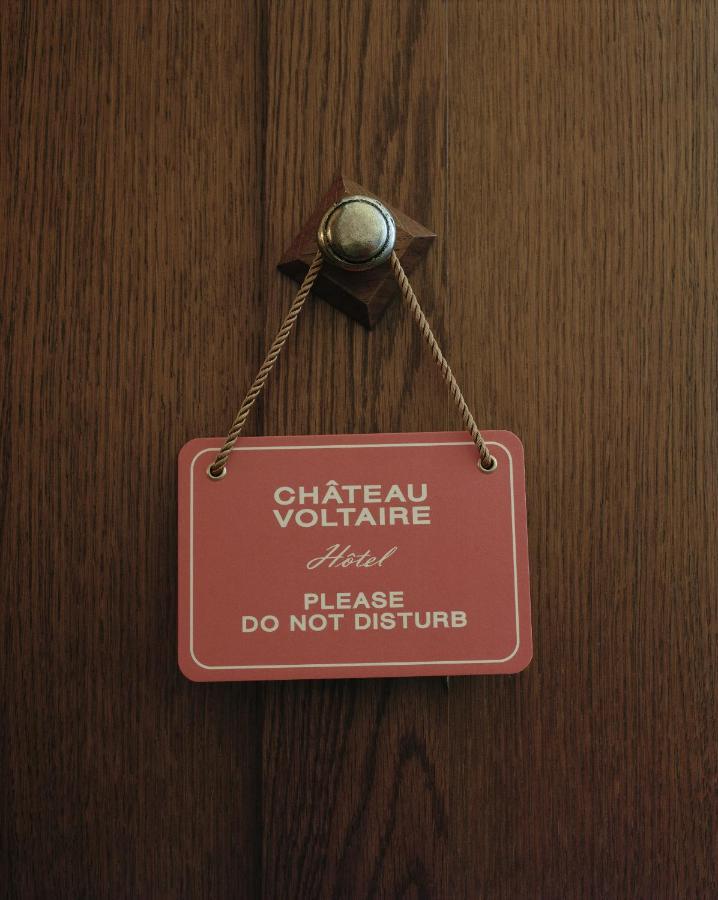 CHÂTEAU
VOLTAIRE
Hôtel
PLEASE
DO NOT DISTURB